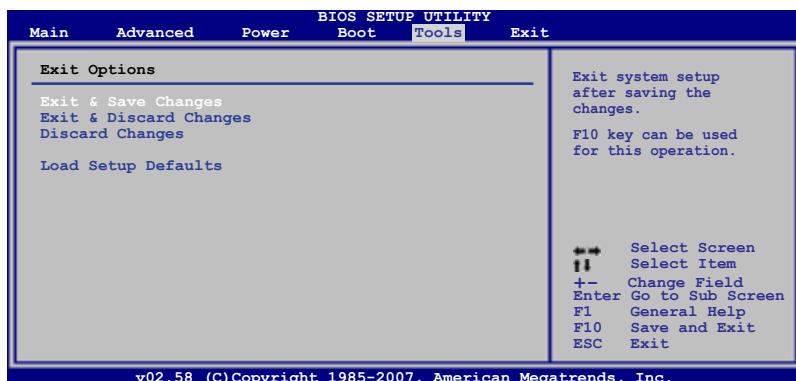 BIOS SETUP UTILITY
Main Advanced Power Boot Tools Exit
Exit Options
Exit & Save Changes
Exit & Discard Changes
Discard Changes
Load Setup Defaults
Exit system setup
after saving the
changes.
F10 key can be used
for this operation.
Select Screen
Select Item
+- Change Field
Enter Go to Sub Screen
F1 General Help
F10 Save and Exit
ESC Exit
v02.58 (C)Copyright 1985-2007, American Megatrends, Inc.